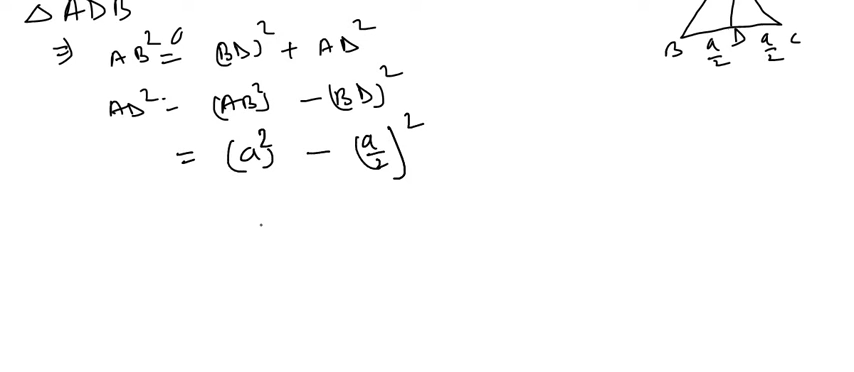 △ ADB
⇒ AB² = (BD)² + AD²
AD² = (AB)² - (BD)²
= (a)² - (a/2)²
B a/2 D a/2 C